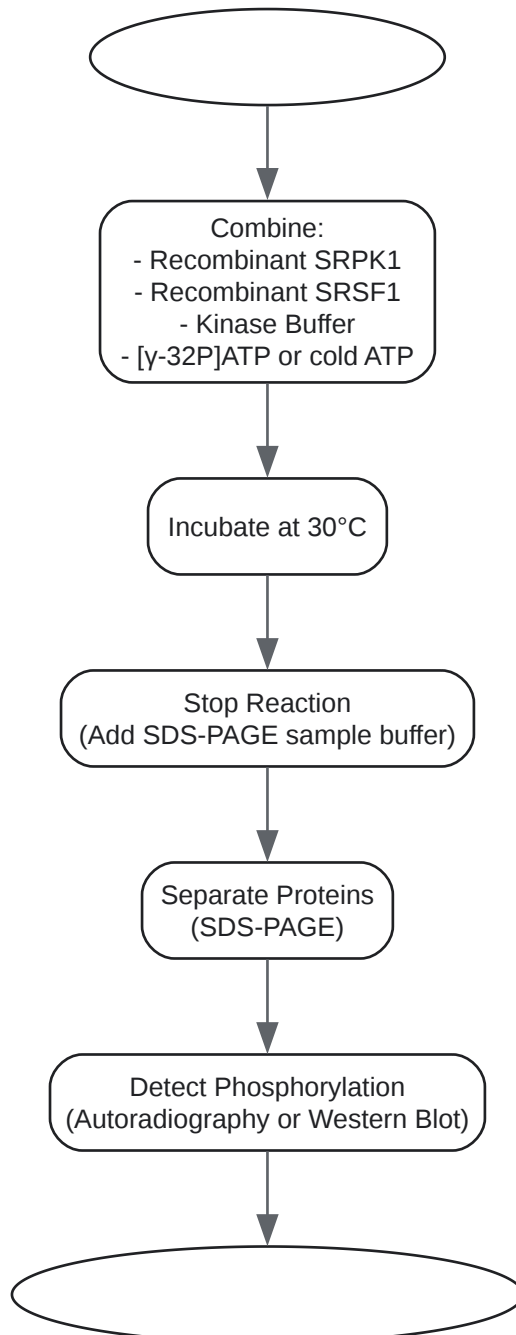 Combine:
- Recombinant SRPK1
- Recombinant SRSF1
- Kinase Buffer
- [γ-32P]ATP or cold ATP
Incubate at 30°C
Stop Reaction
(Add SDS-PAGE sample buffer)
Separate Proteins
(SDS-PAGE)
Detect Phosphorylation
(Autoradiography or Western Blot)